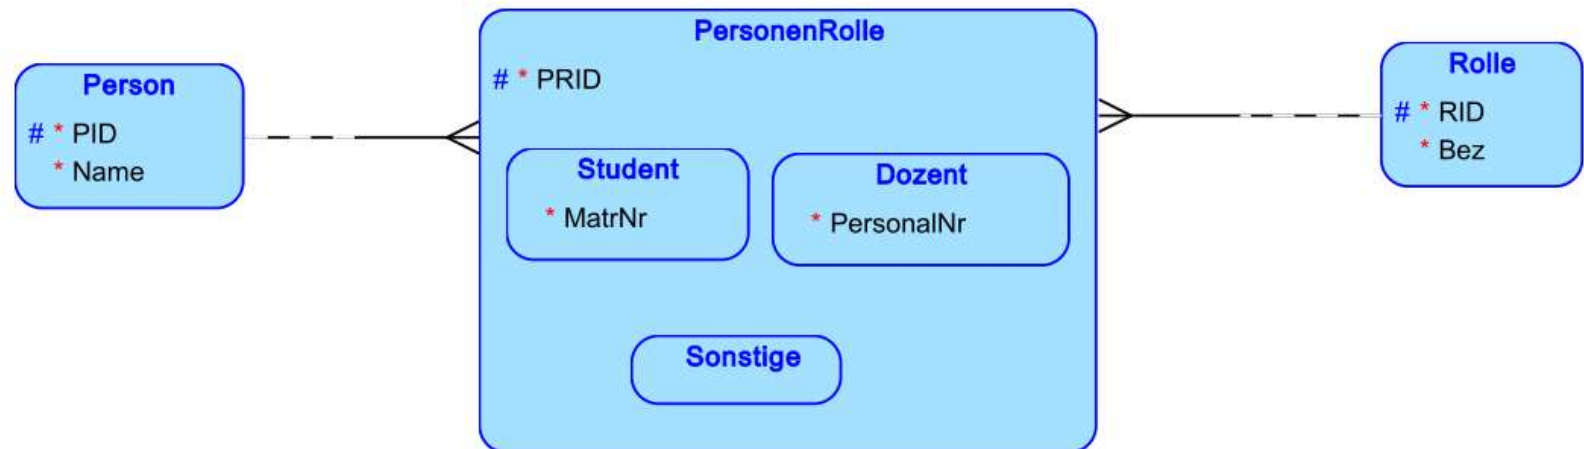 Person
# * PID
* Name
PersonenRolle
# * PRID
Student
* MatrNr
Dozent
* PersonalNr
Sonstige
Rolle
# * RID
* Bez